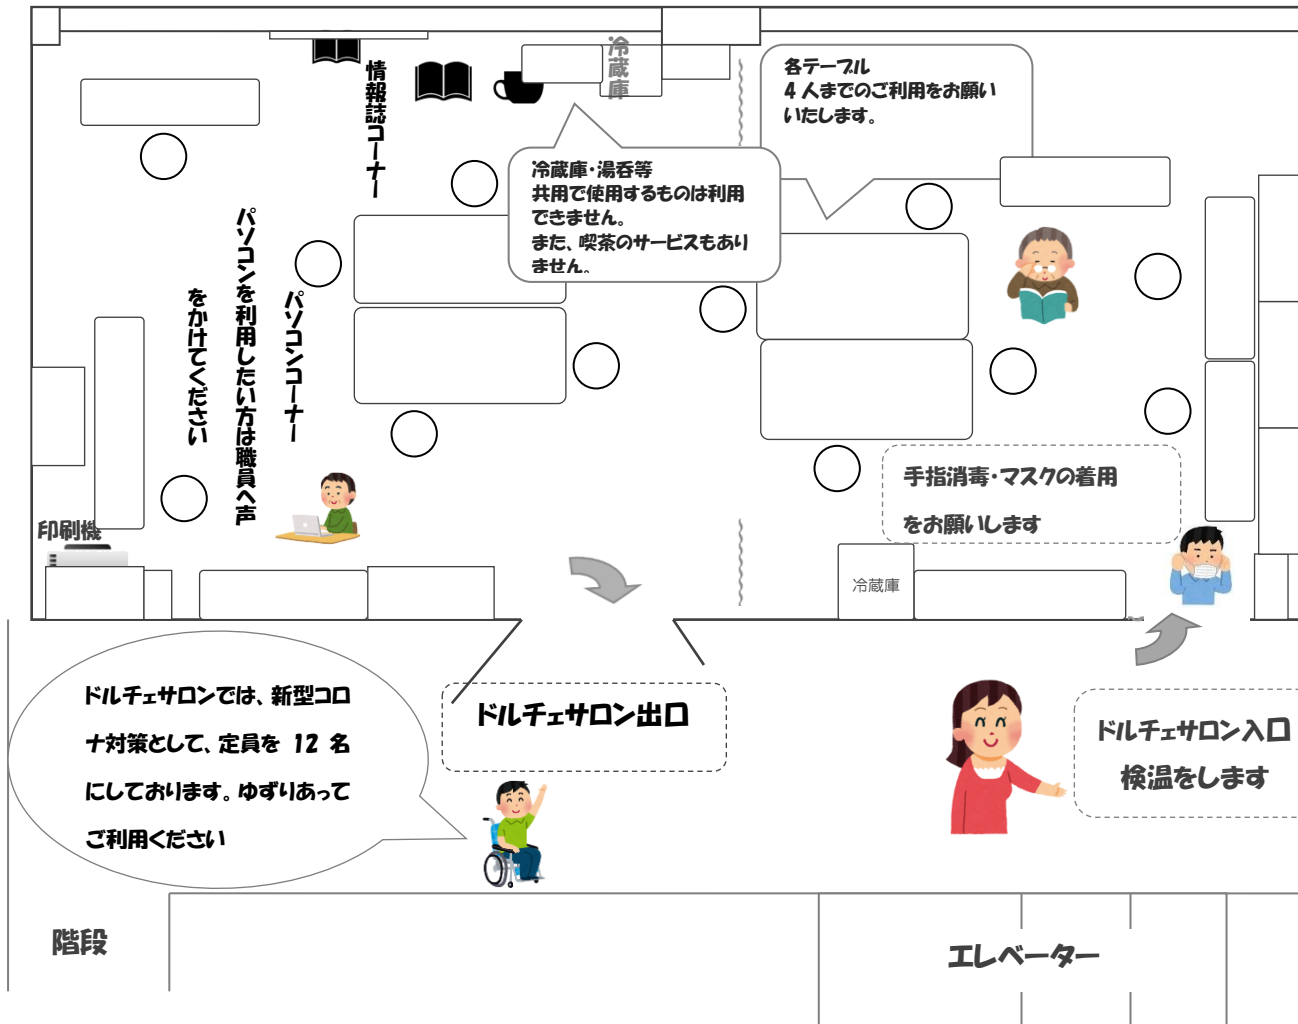 冷蔵庫
情報誌コーナー
各テーブル
4人までのご利用をお願い
いたします。
冷蔵庫・湯呑等
共用で使用するものは利用
できません。
また、喫茶のサービスもあり
ません。
パソコンコーナー
パソコンを利用したい方は職員へ声
をかけてください
手指消毒・マスクの着用
をお願いします
印刷機
冷蔵庫
ドルチェサロンでは、新型コロ
ナ対策として、定員を 12 名
にしております。ゆずりあって
ご利用ください
ドルチェサロン出口
ドルチェサロン入口
検温をします
階段
エレベーター